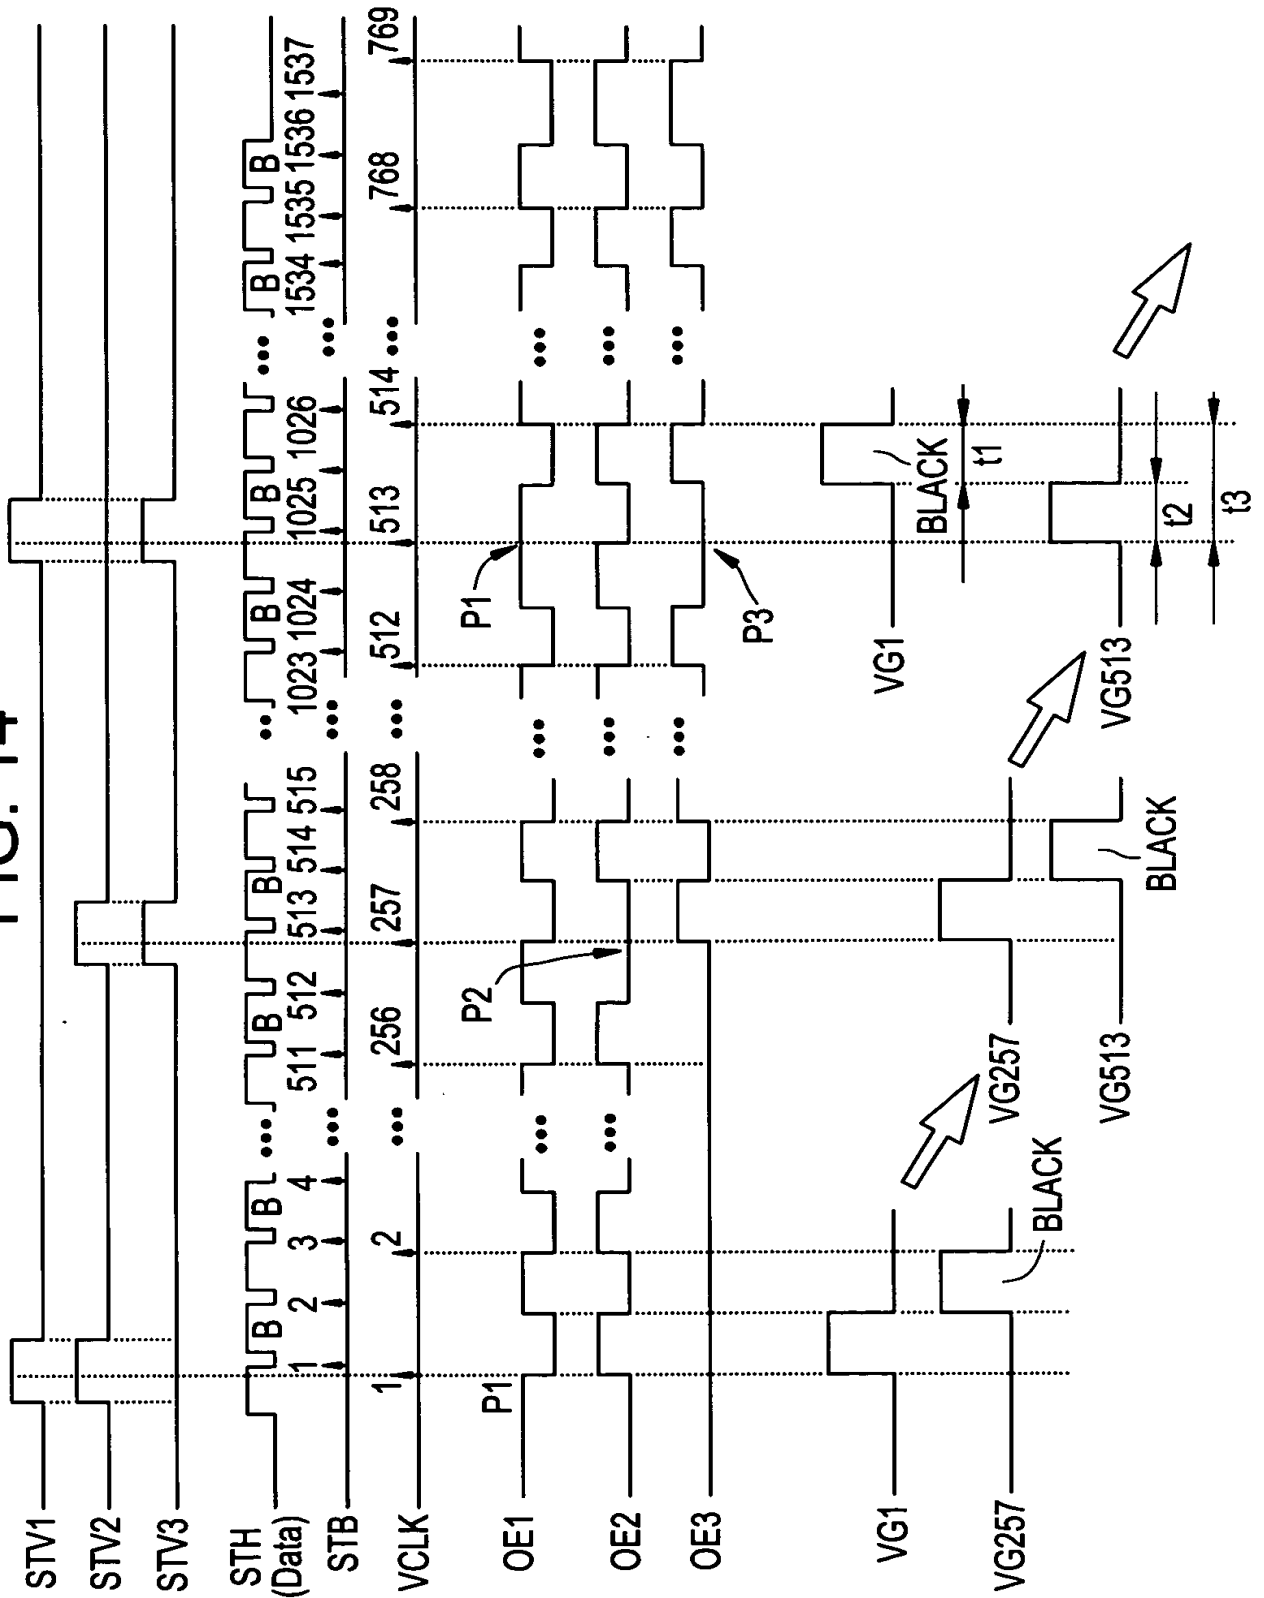 FIG. 14
STV1
STV2
STV3
STH
(Data)
B B B B B B B B B
STB
1 2 3 4 ••• 511 512 513 514 515 ••• 1023 1024 1025 1026 ••• 1534 1535 1536 1537
VCLK
1 2 ••• 256 257 258 ••• 512 513 514 ••• 768 769
OE1
P1
P1
OE2
P2
OE3
P3
VG1
VG1
BLACK
t1
VG257
BLACK
VG257
VG513
BLACK
VG513
t2
t3